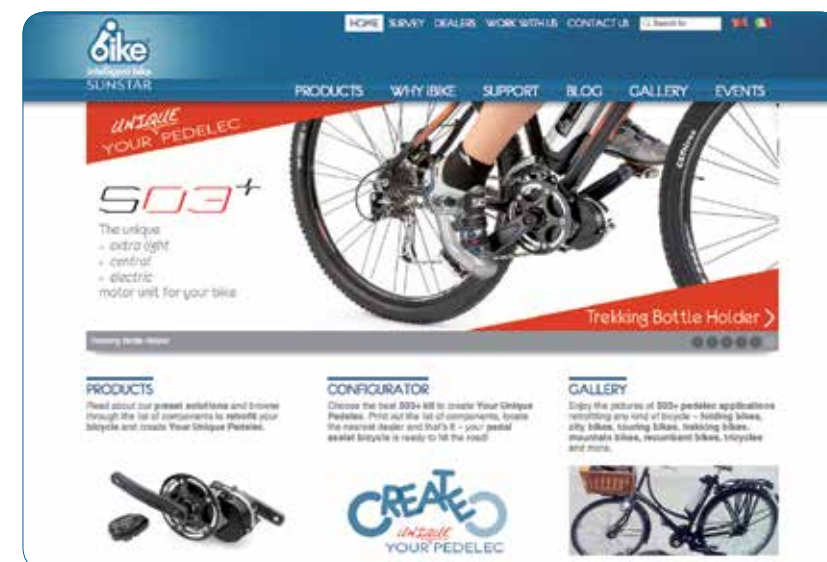 HOME SURVEY DEALERS WORK WITH US CONTACT US Search for
iBike
intelligent bike
SUNSTAR
PRODUCTS WHY iBIKE SUPPORT BLOG GALLERY EVENTS
UNIQUE
YOUR PEDELEC
S03+
The unique
extra light
central
electric
motor unit for your bike
Trekking Bottle Holder
Trekking Bottle Holder
PRODUCTS
Read about our preset solutions and browse
through the list of components to retrofit your
bicycle and create Your Unique Pedelec.
CONFIGURATOR
Choose the best S03+ kit to create Your Unique
Pedelec. Print out the list of components, locate
the nearest dealer and that's it – your pedal
assist bicycle is ready to hit the road!
GALLERY
Enjoy the pictures of S03+ pedelec applications
retrofitting any kind of bicycle – folding bikes,
city bikes, touring bikes, trekking bikes,
mountain bikes, recumbent bikes, tricycles
and more.
CREATE
UNIQUE
YOUR PEDELEC